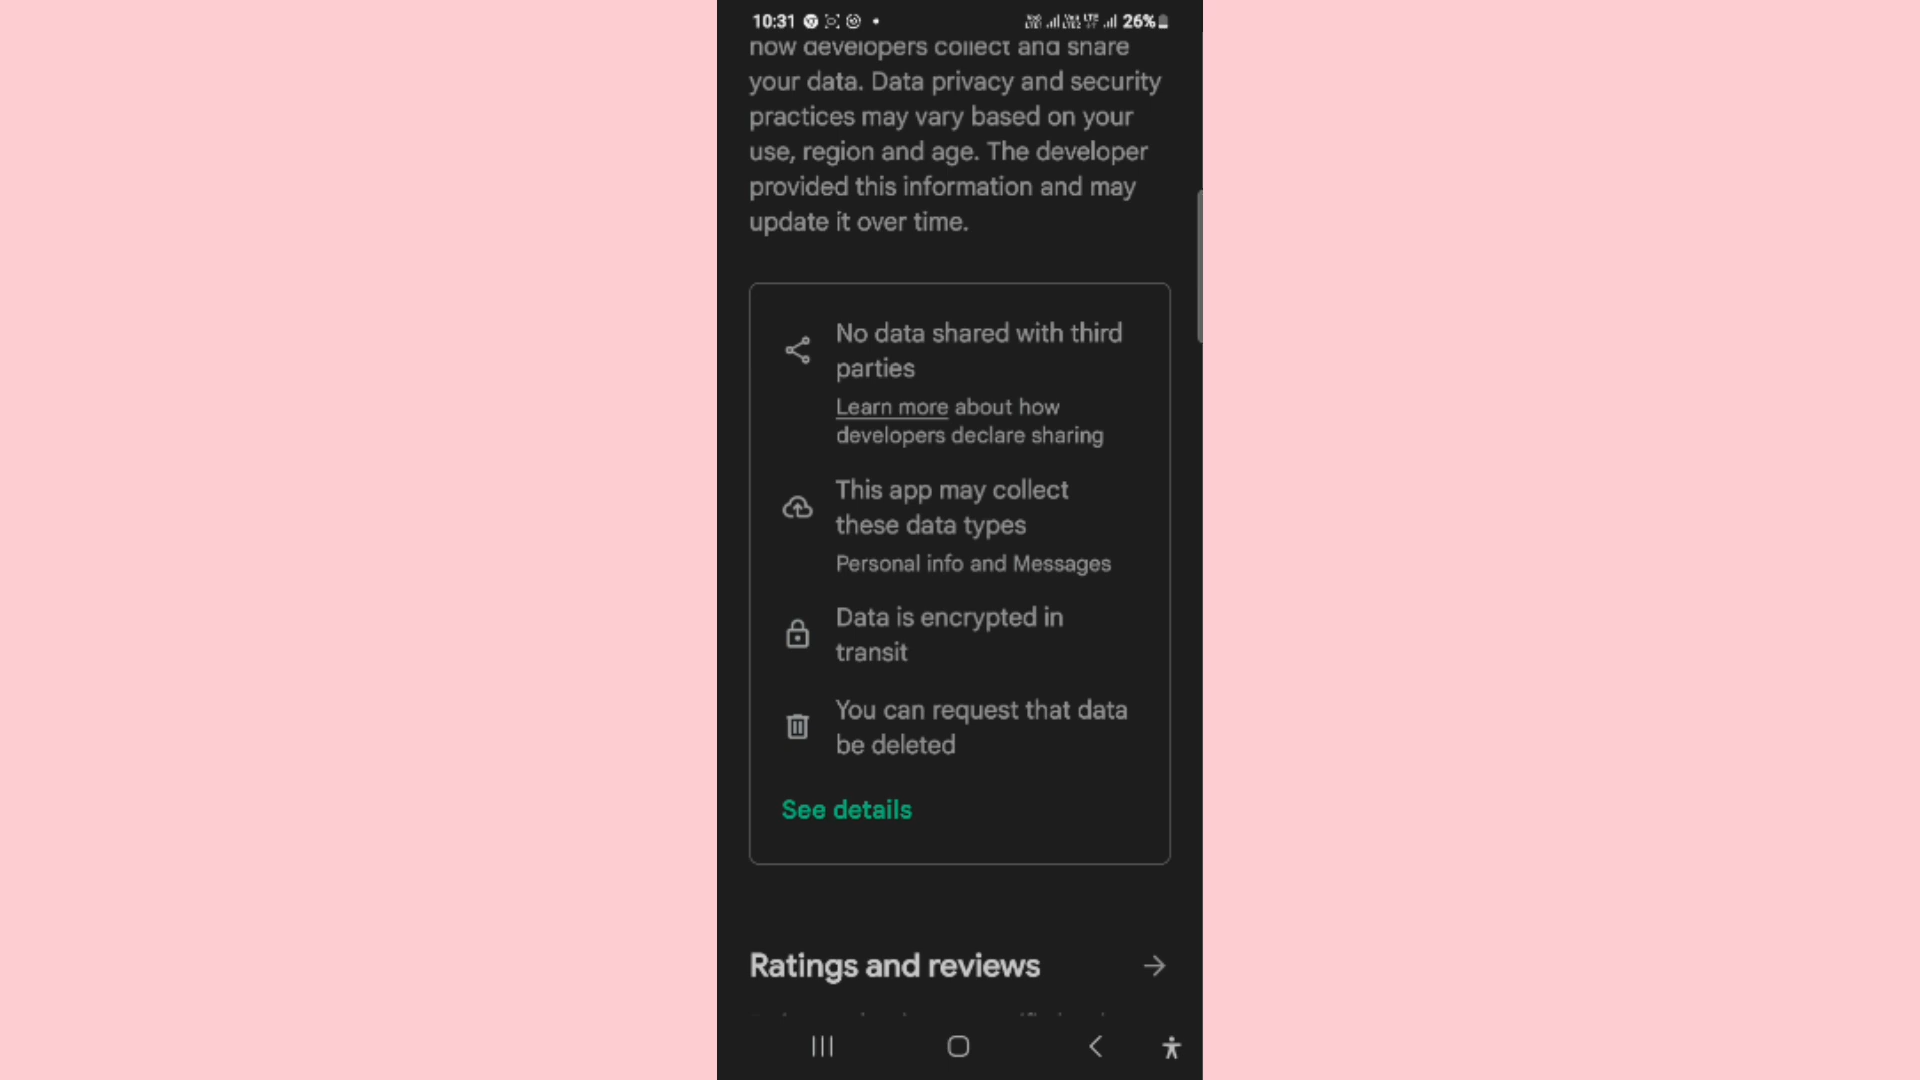 10:31
26%
how developers collect and share
your data. Data privacy and security
practices may vary based on your
use, region and age. The developer
provided this information and may
update it over time.
No data shared with third
parties
Learn more about how
developers declare sharing
This app may collect
these data types
Personal info and Messages
Data is encrypted in
transit
You can request that data
be deleted
See details
Ratings and reviews